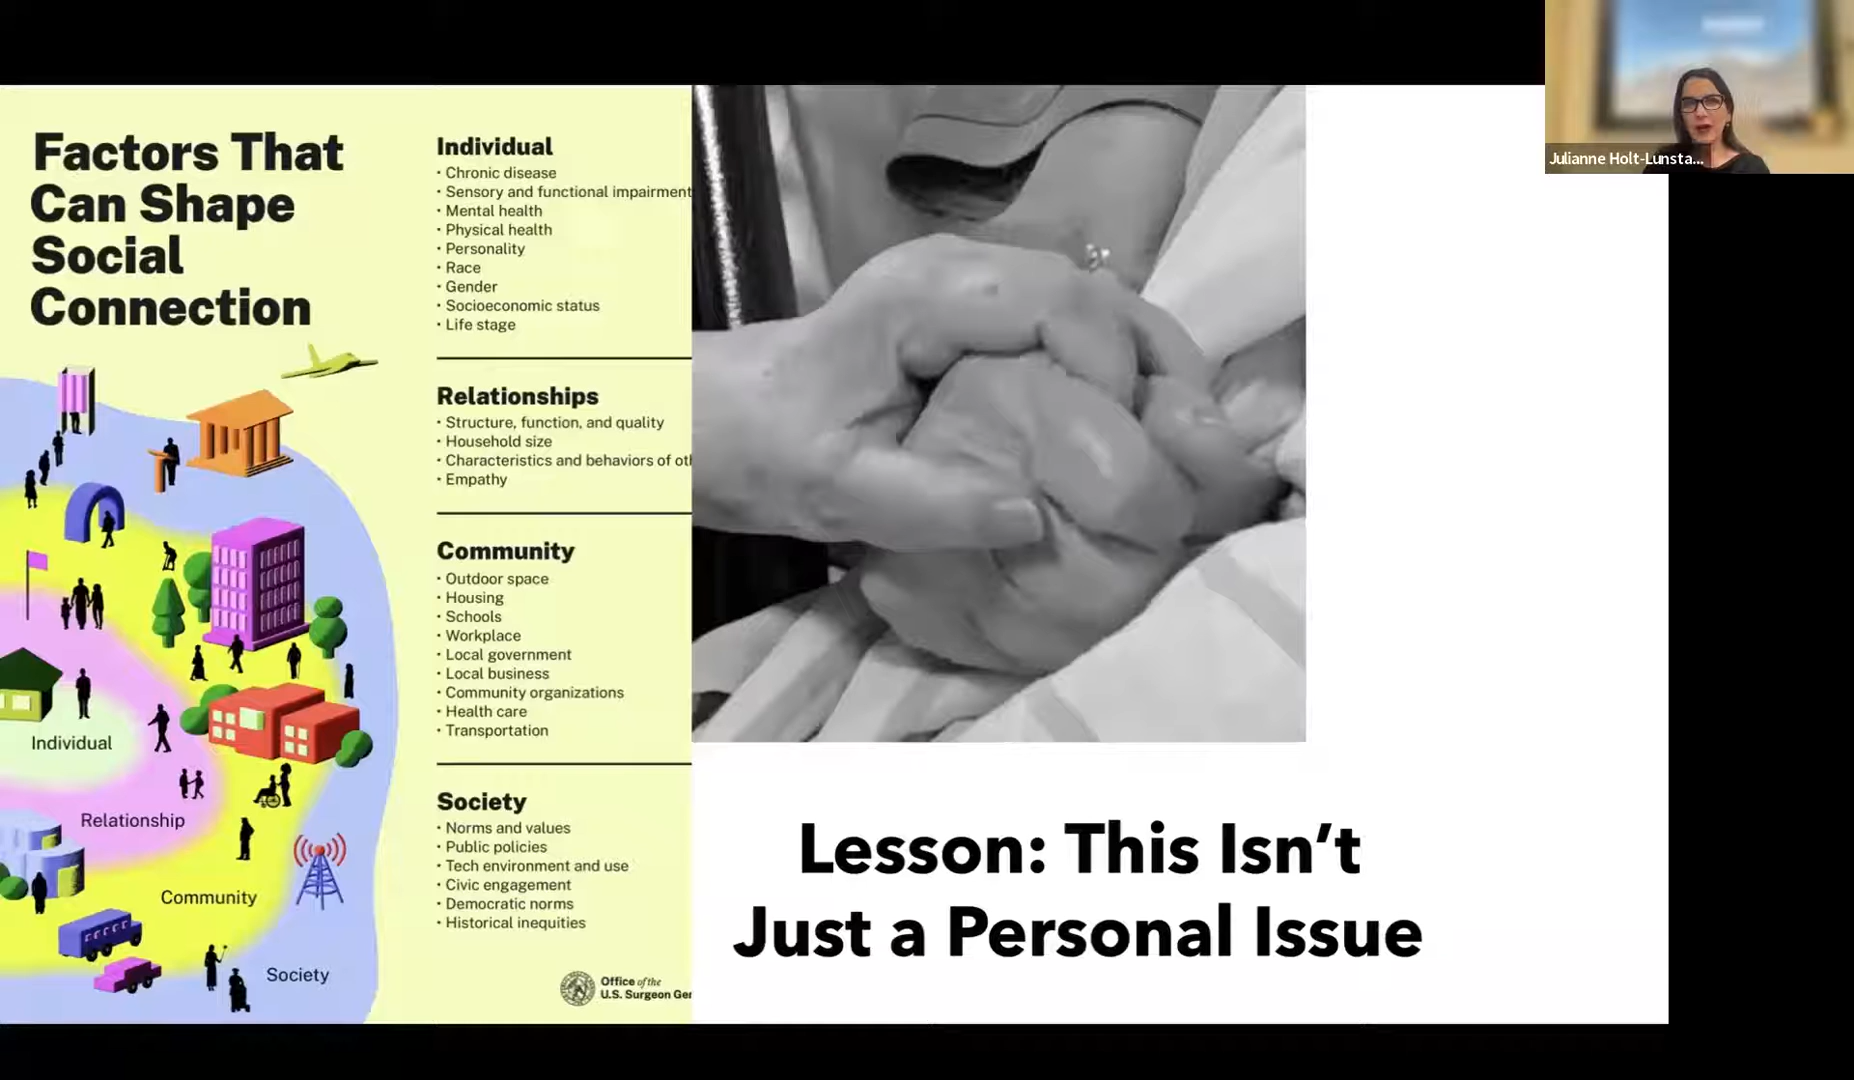 Julianne Holt-Lunsta...
Factors That
Can Shape
Social
Connection
Individual
Relationship
Community
Society
Individual
• Chronic disease
• Sensory and functional impairment
• Mental health
• Physical health
• Personality
• Race
• Gender
• Socioeconomic status
• Life stage
Relationships
• Structure, function, and quality
• Household size
• Characteristics and behaviors of
• Empathy
Community
• Outdoor space
• Housing
• Schools
• Workplace
• Local government
• Local business
• Community organizations
• Health care
• Transportation
Society
• Norms and values
• Public policies
• Tech environment and use
• Civic engagement
• Democratic norms
• Historical inequities
Office of the
U.S. Surgeon
Lesson: This Isn’t
Just a Personal Issue